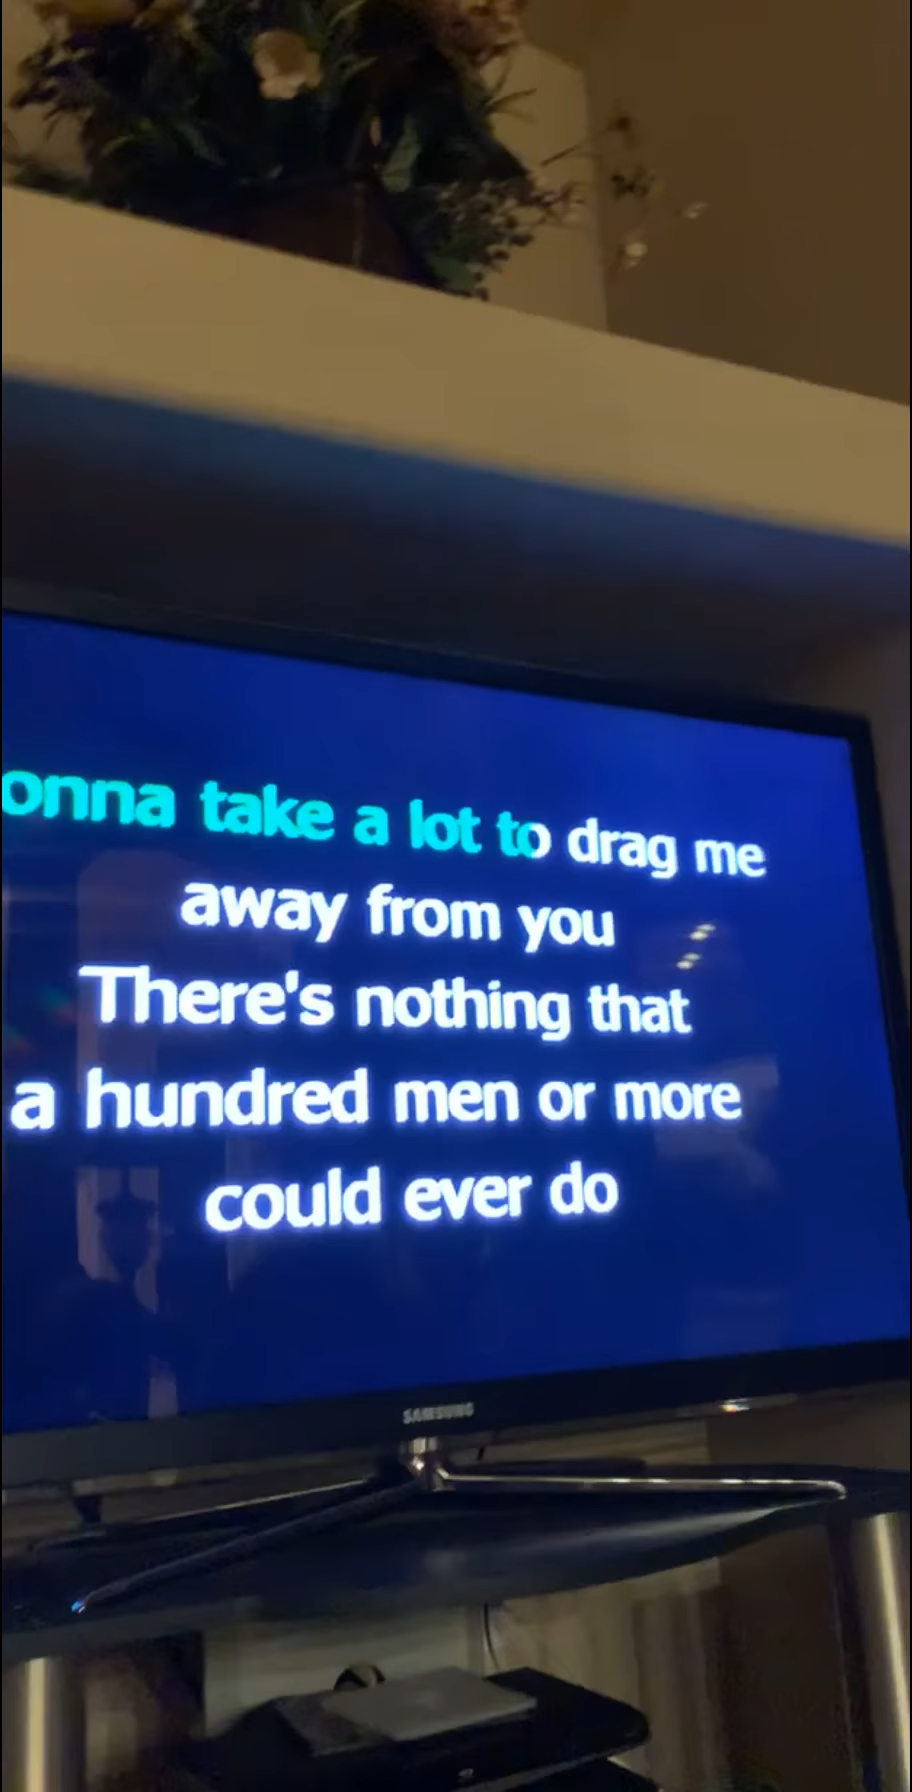 onna take a lot to drag me
away from you
There's nothing that
a hundred men or more
could ever do
SAMSUNG